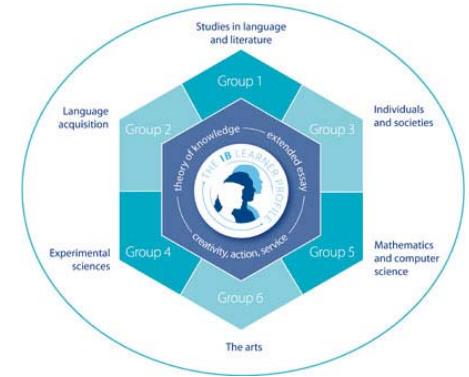 Studies in language
and literature
Group 1
Language
acquisition
Group 2
Group 3
Individuals
and societies
theory of knowledge
extended essay
THE IB LEARNER PROFILE
creativity, action, service
Experimental
sciences
Group 4
Group 5
Mathematics
and computer
science
Group 6
The arts